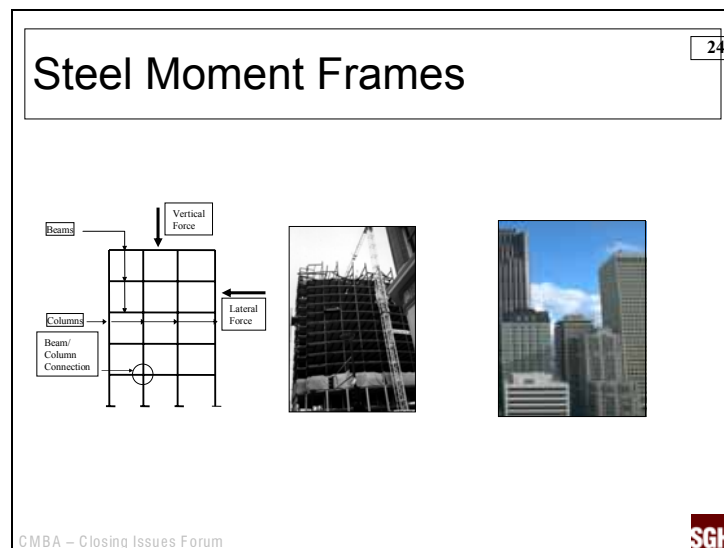 24
Steel Moment Frames
Vertical
Force
Beams
Lateral
Force
Columns
Beam/
Column
Connection
CMBA – Closing Issues Forum
SGH